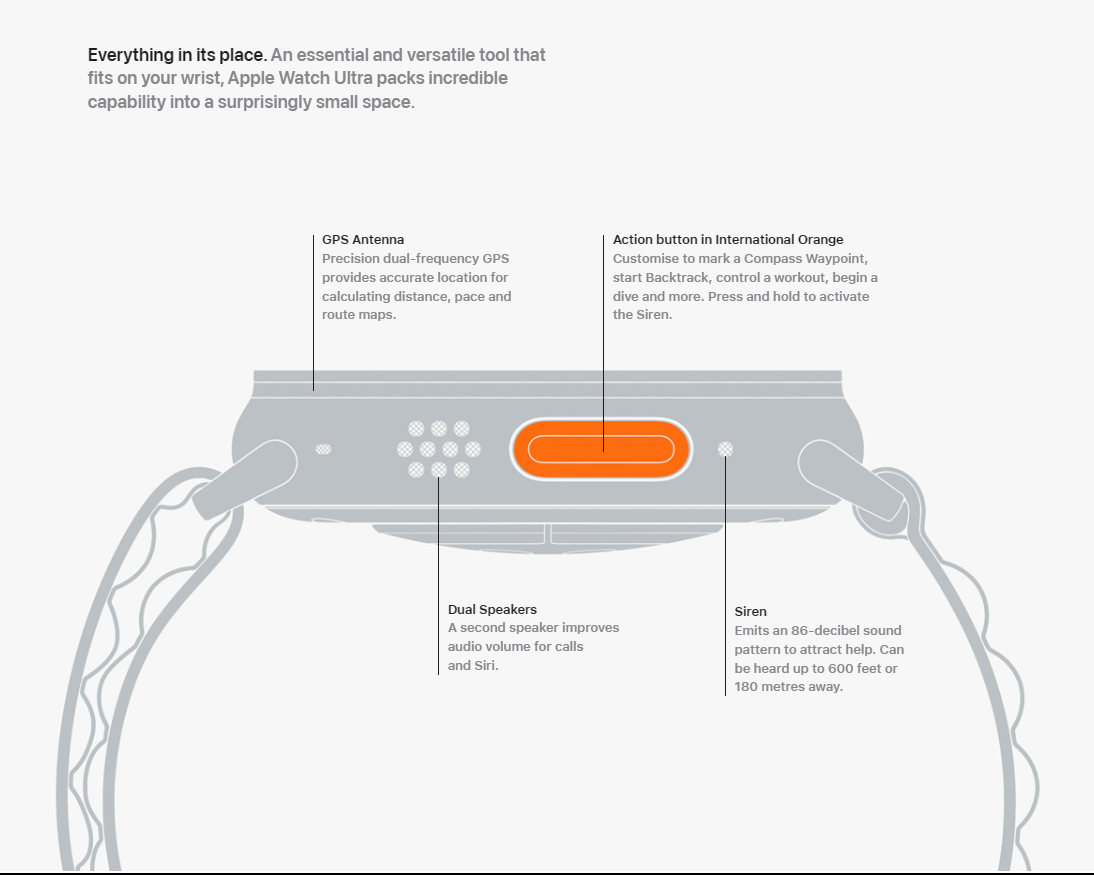 Everything in its place. An essential and versatile tool that
fits on your wrist, Apple Watch Ultra packs incredible
capability into a surprisingly small space.
GPS Antenna
Precision dual-frequency GPS
provides accurate location for
calculating distance, pace and
route maps.
Action button in International Orange
Customise to mark a Compass Waypoint,
start Backtrack, control a workout, begin a
dive and more. Press and hold to activate
the Siren.
Dual Speakers
A second speaker improves
audio volume for calls
and Siri.
Siren
Emits an 86-decibel sound
pattern to attract help. Can
be heard up to 600 feet or
180 metres away.